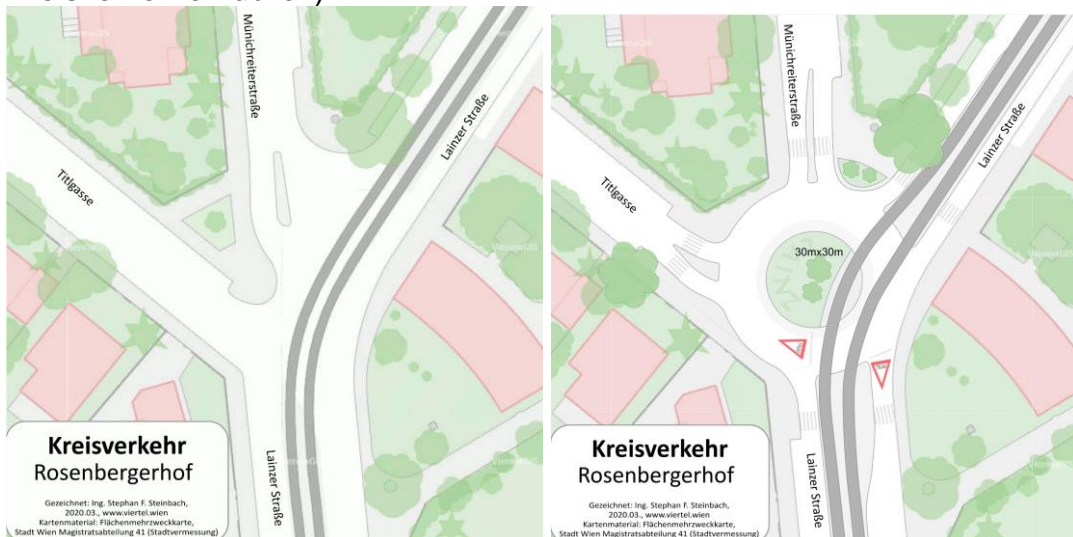 Münichreiterstraße
Lainzer Straße
Titlgasse
Lainzer Straße
Kreisverkehr
Rosenbergerhof
Gezeichnet: Ing. Stephan F. Steinbach,
2020.03., www.viertel.wien
Kartenmaterial: Flächenmehrzweckkarte,
Stadt Wien Magistratsabteilung 41 (Stadtvermessung)
Münichreiterstraße
Lainzer Straße
Titlgasse
30mx30m
Lainzer Straße
Kreisverkehr
Rosenbergerhof
Gezeichnet: Ing. Stephan F. Steinbach,
2020.03., www.viertel.wien
Kartenmaterial: Flächenmehrzweckkarte,
Stadt Wien Magistratsabteilung 41 (Stadtvermessung)